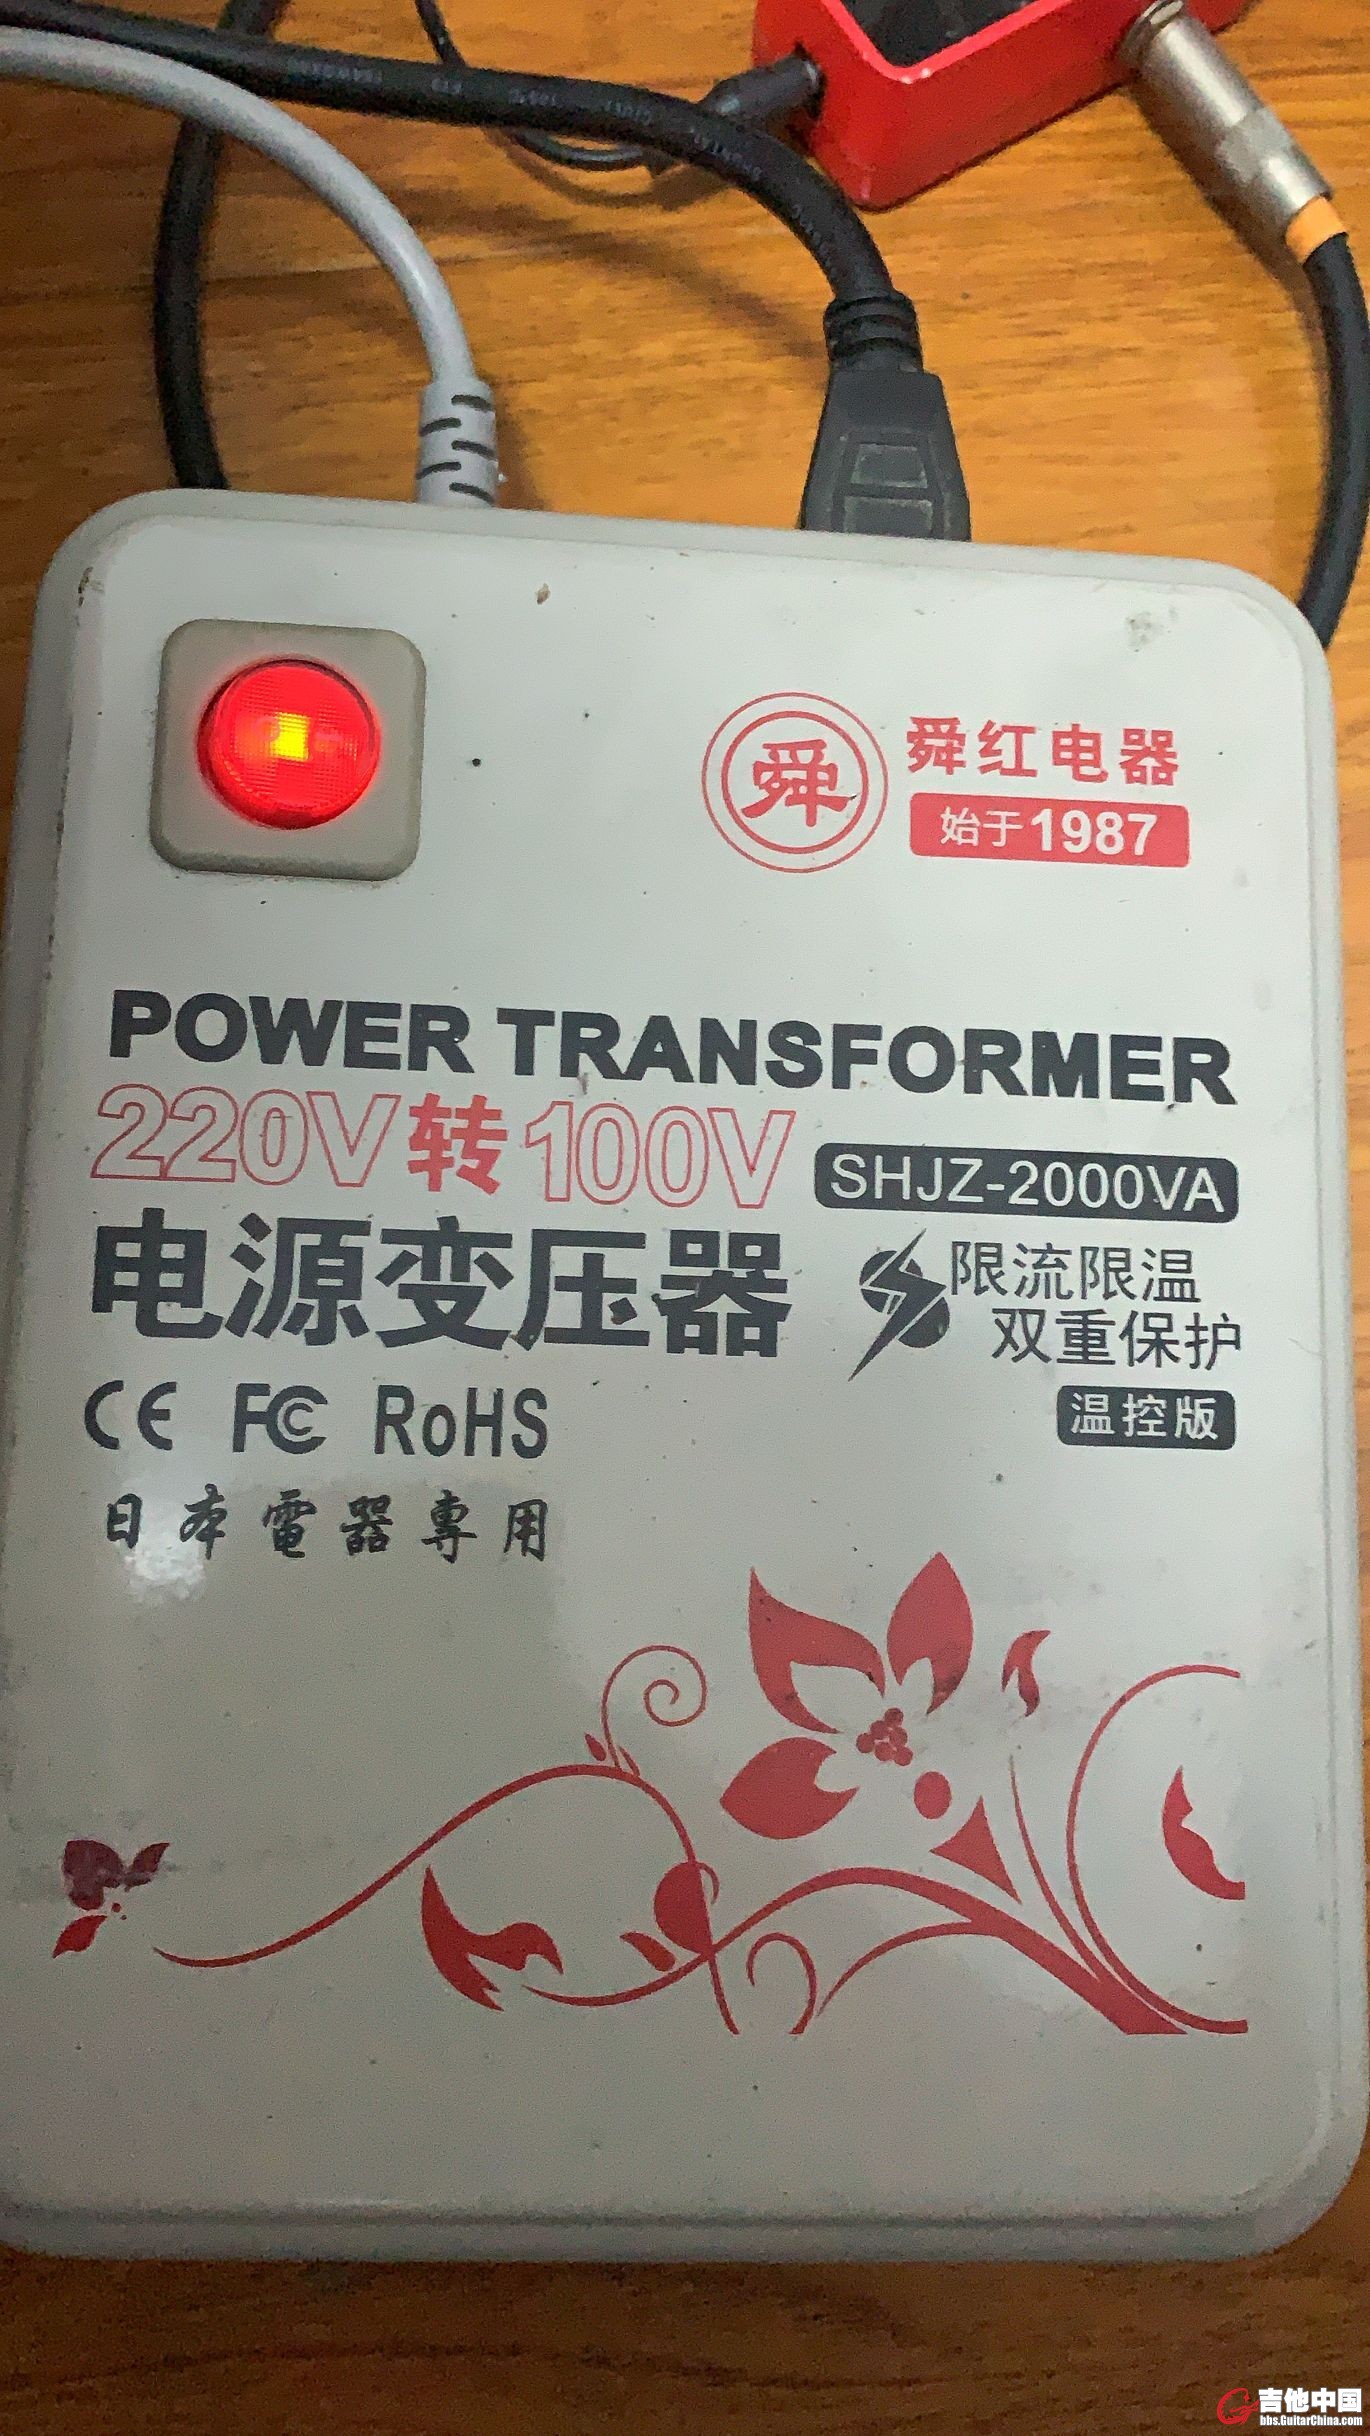 舜
舜红电器
始于1987
POWER TRANSFORMER
220V转100V
SHJZ-2000VA
电源变压器
限流限温
双重保护
温控版
CE FC RoHS
日本電器專用
吉他中国
bbs.GuitarChina.com